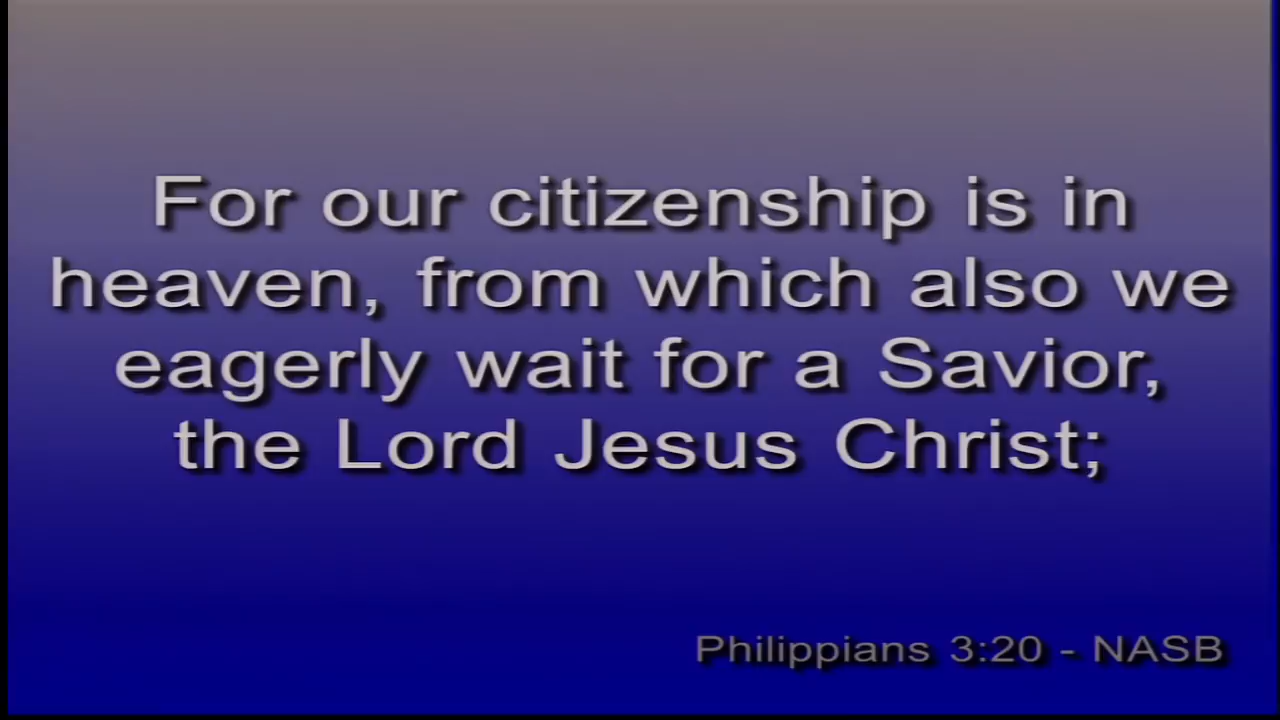 For our citizenship is in
heaven, from which also we
eagerly wait for a Savior,
the Lord Jesus Christ;
Philippians 3:20 - NASB